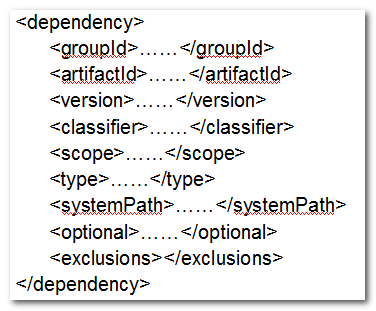 <dependency>
<groupId>……</groupId>
<artifactId>……</artifactId>
<version>……</version>
<classifier>……</classifier>
<scope>……</scope>
<type>……</type>
<systemPath>……</systemPath>
<optional>……</optional>
<exclusions></exclusions>
</dependency>